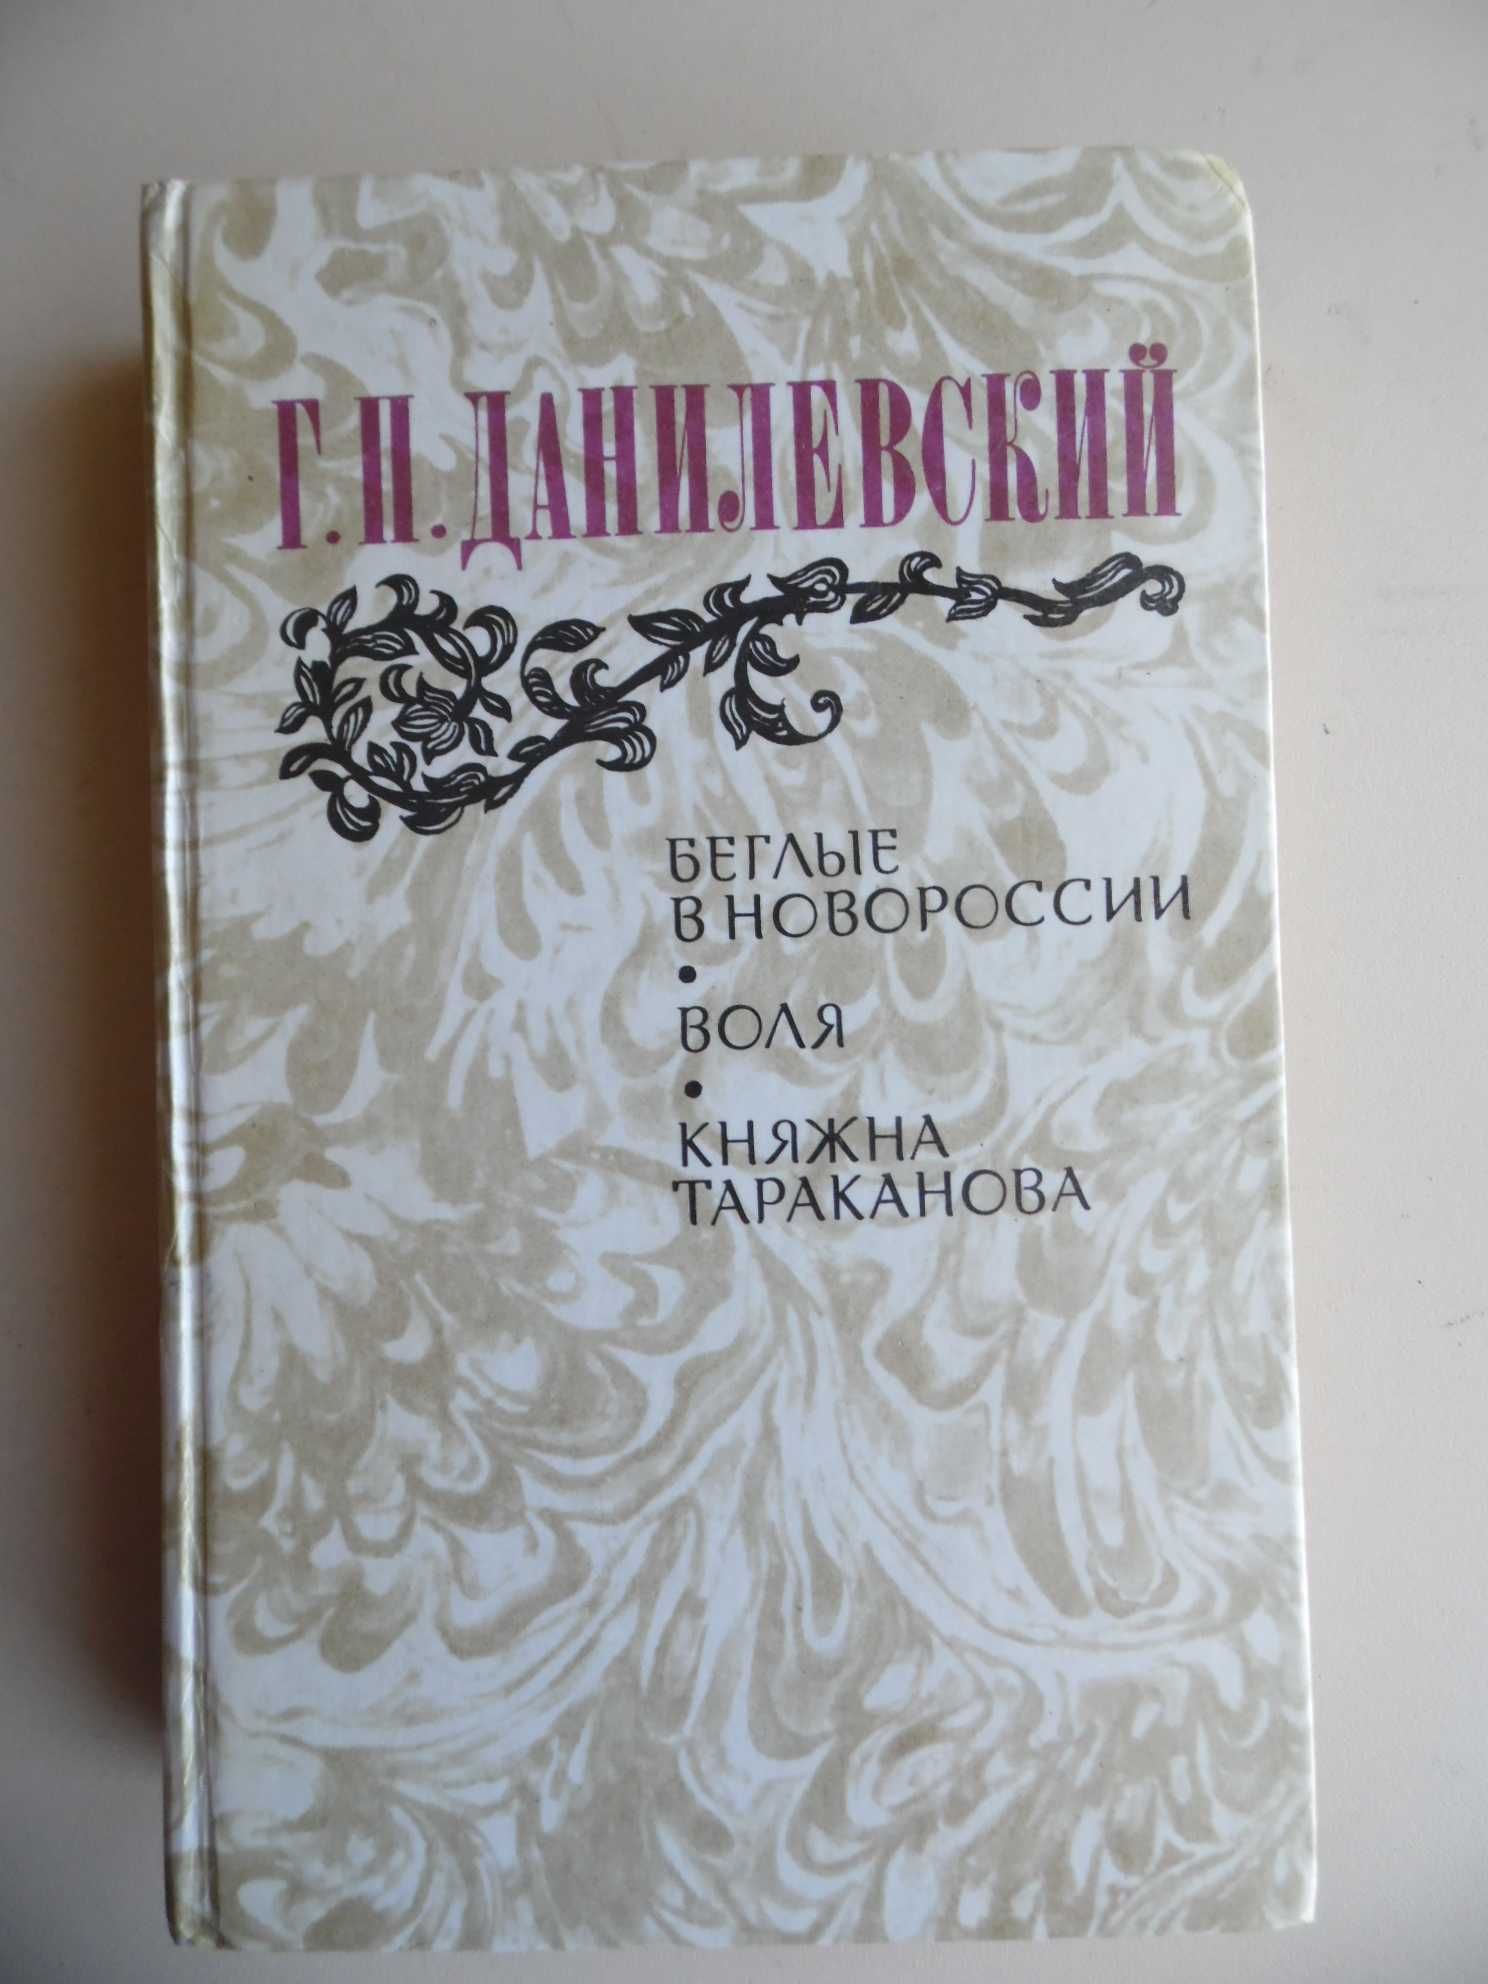 Г. П. ДАНИЛЕВСКИЙ
БЕГЛЫЕ
В НОВОРОССИИ
•
ВОЛЯ
•
КНЯЖНА
ТАРАКАНОВА